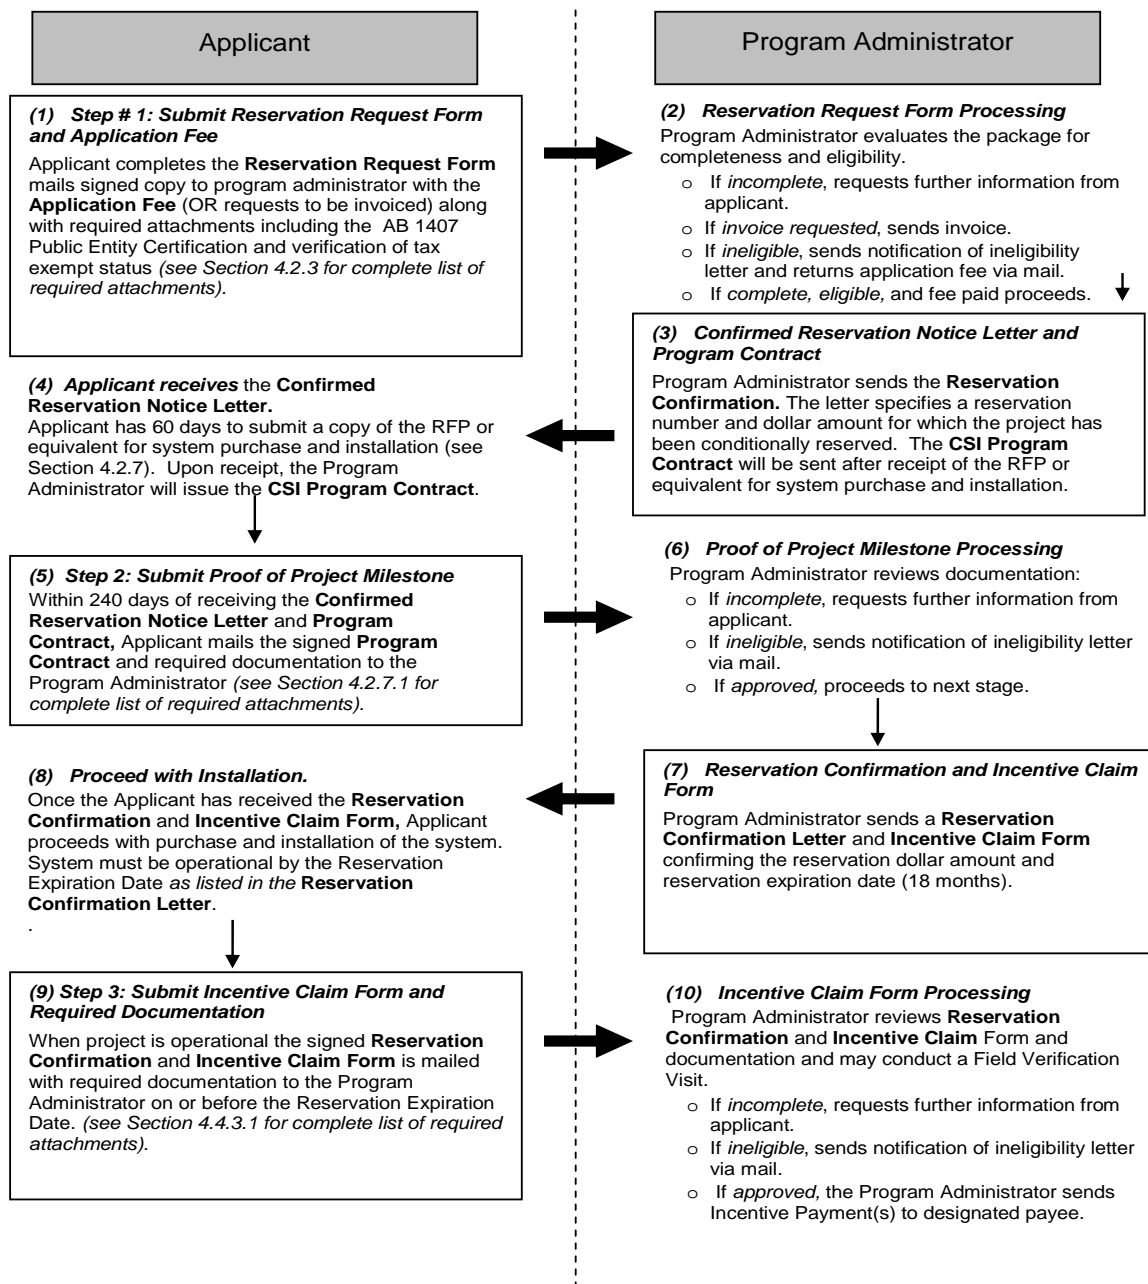 Applicant
Program Administrator
(1) Step # 1: Submit Reservation Request Form
and Application Fee
Applicant completes the Reservation Request Form
mails signed copy to program administrator with the
Application Fee (OR requests to be invoiced) along
with required attachments including the AB 1407
Public Entity Certification and verification of tax
exempt status (see Section 4.2.3 for complete list of
required attachments).
(2) Reservation Request Form Processing
Program Administrator evaluates the package for
completeness and eligibility.
o If incomplete, requests further information from
applicant.
o If invoice requested, sends invoice.
o If ineligible, sends notification of ineligibility
letter and returns application fee via mail.
o If complete, eligible, and fee paid proceeds.
(3) Confirmed Reservation Notice Letter and
Program Contract
Program Administrator sends the Reservation
Confirmation. The letter specifies a reservation
number and dollar amount for which the project has
been conditionally reserved. The CSI Program
Contract will be sent after receipt of the RFP or
equivalent for system purchase and installation.
(4) Applicant receives the Confirmed
Reservation Notice Letter.
Applicant has 60 days to submit a copy of the RFP or
equivalent for system purchase and installation (see
Section 4.2.7). Upon receipt, the Program
Administrator will issue the CSI Program Contract.
(5) Step 2: Submit Proof of Project Milestone
Within 240 days of receiving the Confirmed
Reservation Notice Letter and Program
Contract, Applicant mails the signed Program
Contract and required documentation to the
Program Administrator (see Section 4.2.7.1 for
complete list of required attachments).
(6) Proof of Project Milestone Processing
Program Administrator reviews documentation:
o If incomplete, requests further information from
applicant.
o If ineligible, sends notification of ineligibility letter
via mail.
o If approved, proceeds to next stage.
(7) Reservation Confirmation and Incentive Claim
Form
Program Administrator sends a Reservation
Confirmation Letter and Incentive Claim Form
confirming the reservation dollar amount and
reservation expiration date (18 months).
(8) Proceed with Installation.
Once the Applicant has received the Reservation
Confirmation and Incentive Claim Form, Applicant
proceeds with purchase and installation of the system.
System must be operational by the Reservation
Expiration Date as listed in the Reservation
Confirmation Letter.
.
(9) Step 3: Submit Incentive Claim Form and
Required Documentation
When project is operational the signed Reservation
Confirmation and Incentive Claim Form is mailed
with required documentation to the Program
Administrator on or before the Reservation Expiration
Date. (see Section 4.4.3.1 for complete list of required
attachments).
(10) Incentive Claim Form Processing
Program Administrator reviews Reservation
Confirmation and Incentive Claim Form and
documentation and may conduct a Field Verification
Visit.
o If incomplete, requests further information from
applicant.
o If ineligible, sends notification of ineligibility letter
via mail.
o If approved, the Program Administrator sends
Incentive Payment(s) to designated payee.